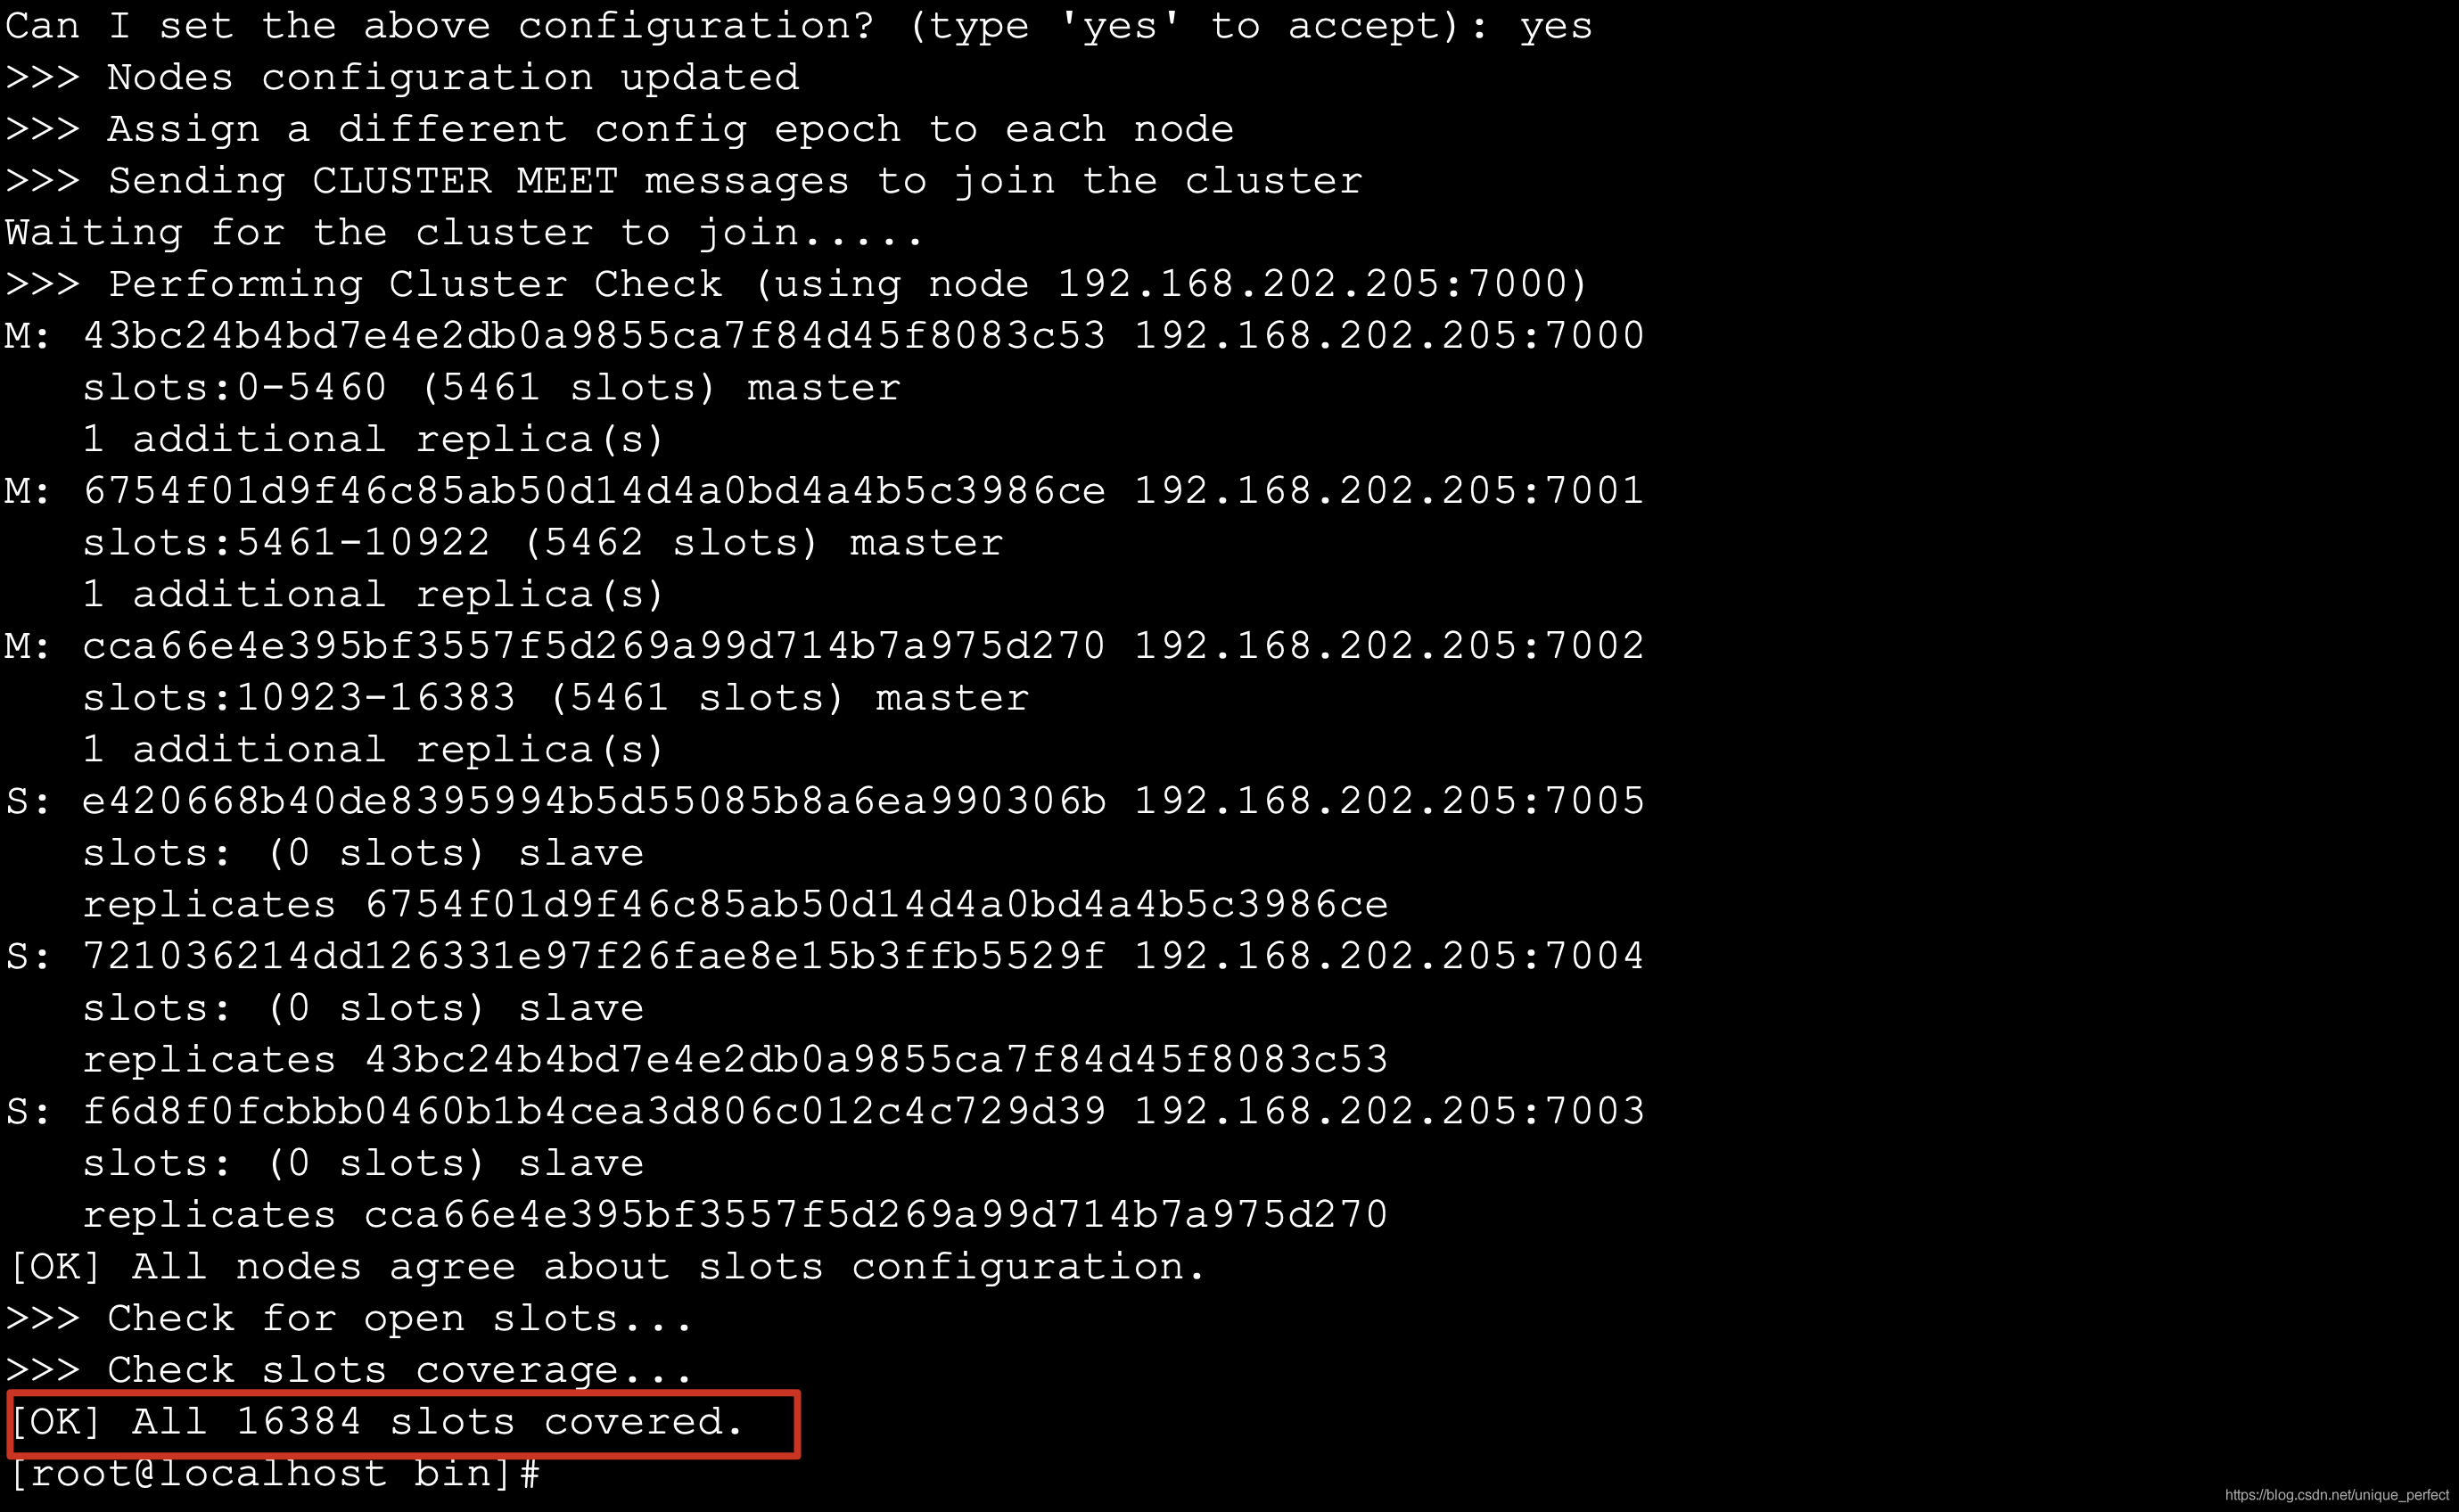 Can I set the above configuration? (type 'yes' to accept): yes
>>> Nodes configuration updated
>>> Assign a different config epoch to each node
>>> Sending CLUSTER MEET messages to join the cluster
Waiting for the cluster to join.....
>>> Performing Cluster Check (using node 192.168.202.205:7000)
M: 43bc24b4bd7e4e2db0a9855ca7f84d45f8083c53 192.168.202.205:7000
   slots:0-5460 (5461 slots) master
   1 additional replica(s)
M: 6754f01d9f46c85ab50d14d4a0bd4a4b5c3986ce 192.168.202.205:7001
   slots:5461-10922 (5462 slots) master
   1 additional replica(s)
M: cca66e4e395bf3557f5d269a99d714b7a975d270 192.168.202.205:7002
   slots:10923-16383 (5461 slots) master
   1 additional replica(s)
S: e420668b40de8395994b5d55085b8a6ea990306b 192.168.202.205:7005
   slots: (0 slots) slave
   replicates 6754f01d9f46c85ab50d14d4a0bd4a4b5c3986ce
S: 721036214dd126331e97f26fae8e15b3ffb5529f 192.168.202.205:7004
   slots: (0 slots) slave
   replicates 43bc24b4bd7e4e2db0a9855ca7f84d45f8083c53
S: f6d8f0fcbbb0460b1b4cea3d806c012c4c729d39 192.168.202.205:7003
   slots: (0 slots) slave
   replicates cca66e4e395bf3557f5d269a99d714b7a975d270
[OK] All nodes agree about slots configuration.
>>> Check for open slots...
>>> Check slots coverage...
[OK] All 16384 slots covered.
[root@localhost bin]#
https://blog.csdn.net/unique_perfect